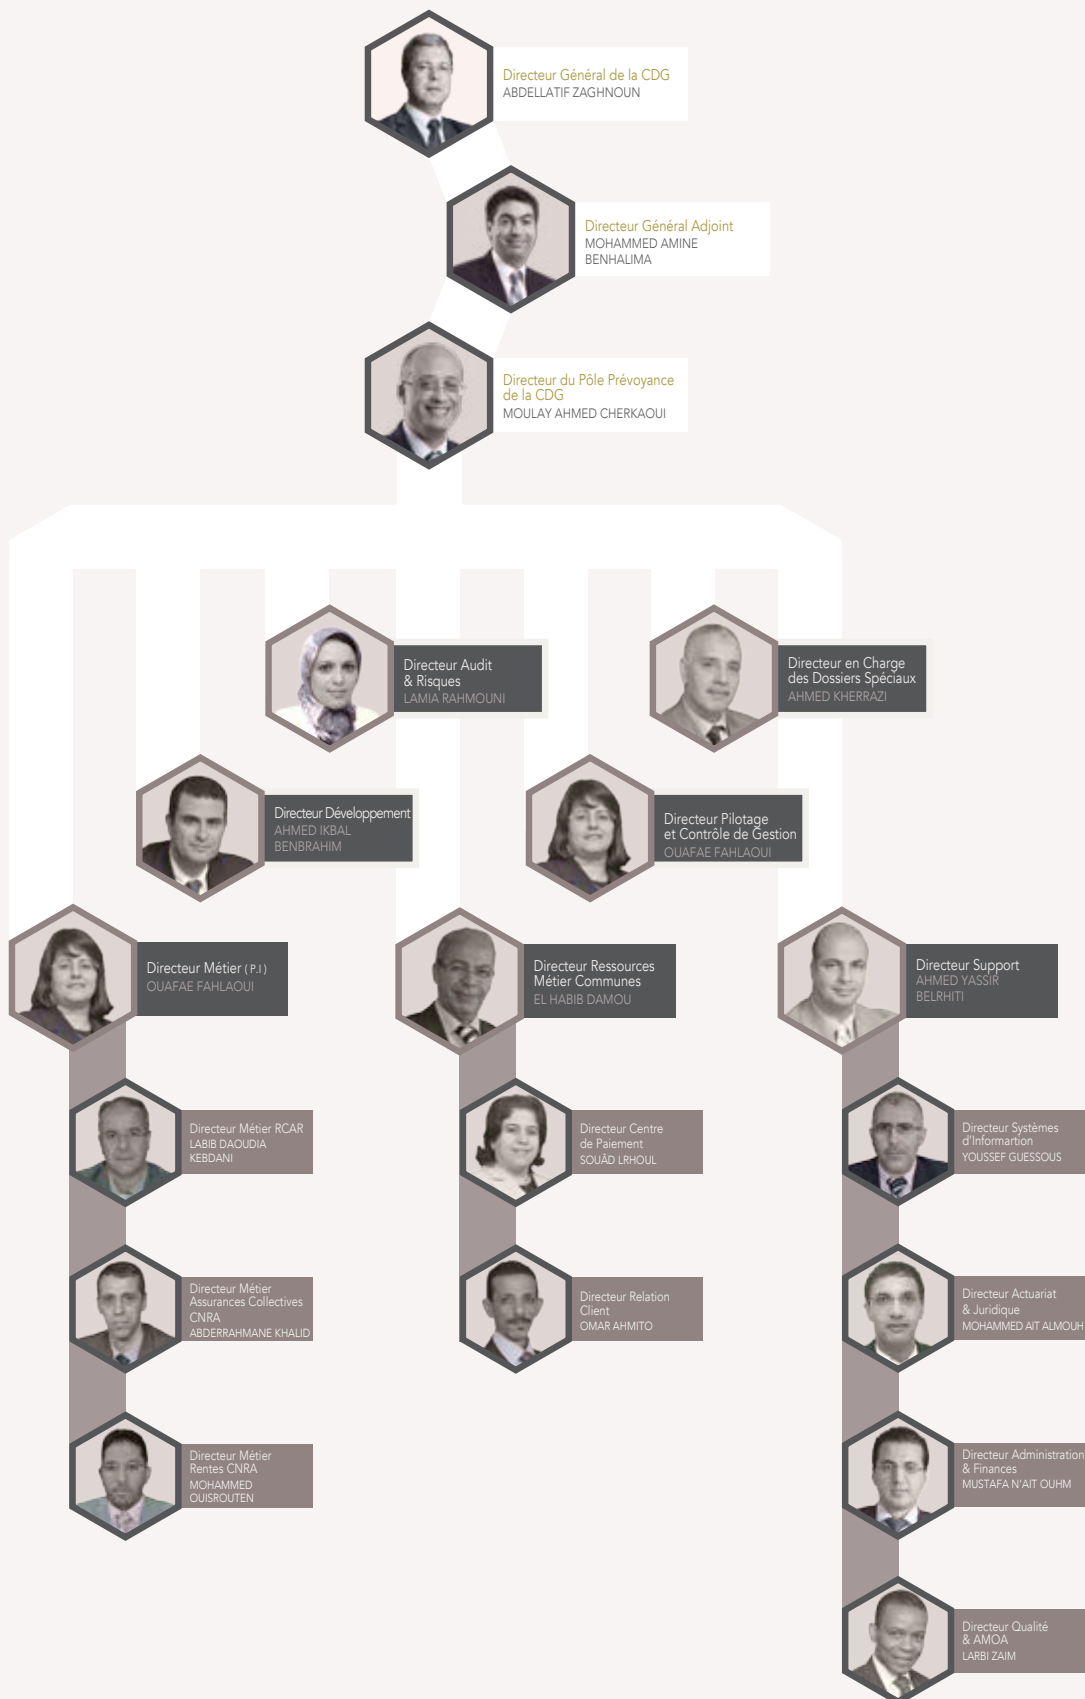 Directeur Général de la CDG
ABDELLATIF ZAGHNOUN
Directeur Général Adjoint
MOHAMMED AMINE
BENHALIMA
Directeur du Pôle Prévoyance
de la CDG
MOULAY AHMED CHERKAOUI
Directeur Audit
& Risques
LAMIA RAHMOUNI
Directeur en Charge
des Dossiers Spéciaux
AHMED KHERRAZI
Directeur Développement
AHMED IKBAL
BENBRAHIM
Directeur Pilotage
et Contrôle de Gestion
OUAFAE FAHLAOUI
Directeur Métier ( P.I )
OUAFAE FAHLAOUI
Directeur Ressources
Métier Communes
EL HABIB DAMOU
Directeur Support
AHMED YASSIR
BELRHITI
Directeur Métier RCAR
LABIB DAOUDIA
KEBDANI
Directeur Centre
de Paiement
SOUÂD LRHOUL
Directeur Systèmes
d'Informartion
YOUSSEF GUESSOUS
Directeur Métier
Assurances Collectives
CNRA
ABDERRAHMANE KHALID
Directeur Relation
Client
OMAR AHMITO
Directeur Actuariat
& Juridique
MOHAMMED AIT ALMOUH
Directeur Métier
Rentes CNRA
MOHAMMED
OUISROUTEN
Directeur Administration
& Finances
MUSTAFA N'AIT OUHM
Directeur Qualité
& AMOA
LARBI ZAIM